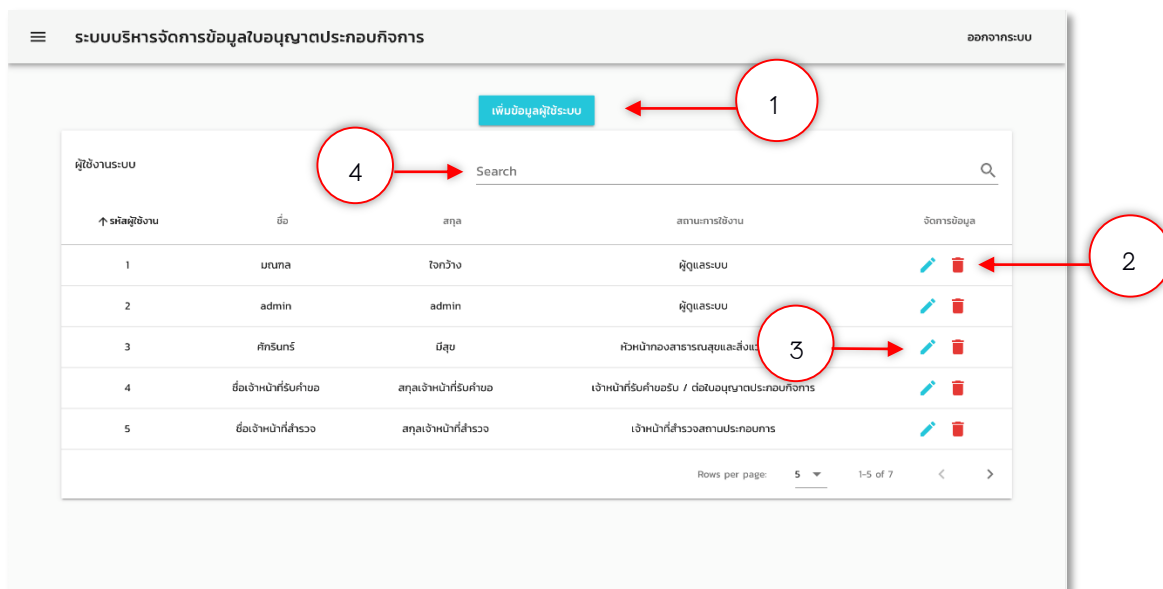 ระบบบริหารจัดการข้อมูลใบอนุญาตประกอบกิจการ ออกจากระบบ
เพิ่มข้อมูลผู้ใช้ระบบ 1
ผู้ใช้งานระบบ 4 Search
รหัสผู้ใช้งาน ชื่อ สกุล สถานะการใช้งาน จัดการข้อมูล
1 มณฑล ใจกว้าง ผู้ดูแลระบบ 2
2 admin admin ผู้ดูแลระบบ
3 ศักรินทร์ มีสุข หัวหน้ากองสาธารณสุขและสิ่งแว 3
4 ชื่อเจ้าหน้าที่รับคำขอ สกุลเจ้าหน้าที่รับคำขอ เจ้าหน้าที่รับคำขอรับ / ต่อใบอนุญาตประกอบกิจการ
5 ชื่อเจ้าหน้าที่สำรวจ สกุลเจ้าหน้าที่สำรวจ เจ้าหน้าที่สำรวจสถานประกอบการ
Rows per page: 5 1-5 of 7